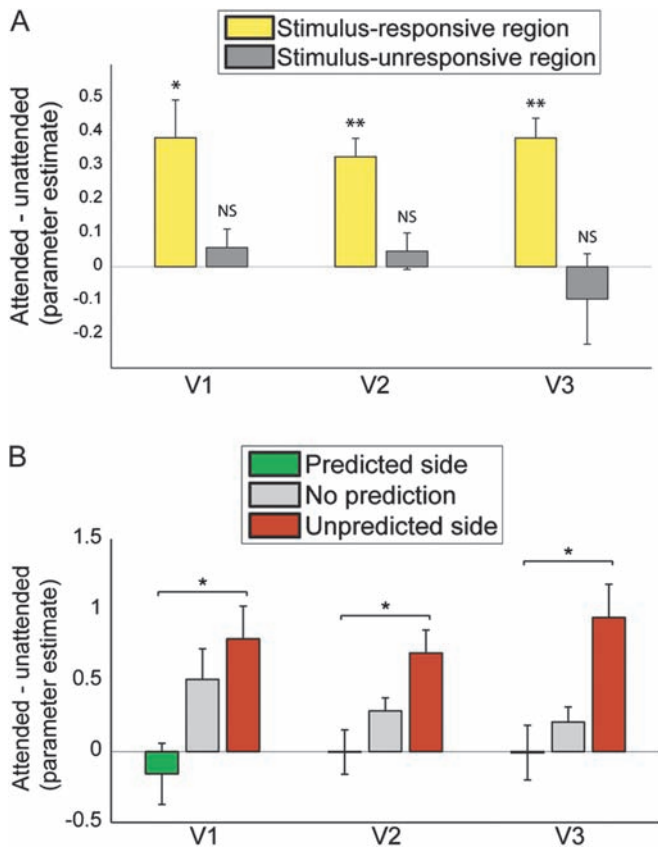 A
Stimulus-responsive region
Stimulus-unresponsive region
Attended - unattended
(parameter estimate)
0.5
0.4
0.3
0.2
0.1
0
-0.1
-0.2
*
NS
**
NS
**
NS
V1
V2
V3
B
Predicted side
No prediction
Unpredicted side
Attended - unattended
(parameter estimate)
1.5
1
0.5
0
-0.5
*
*
*
V1
V2
V3